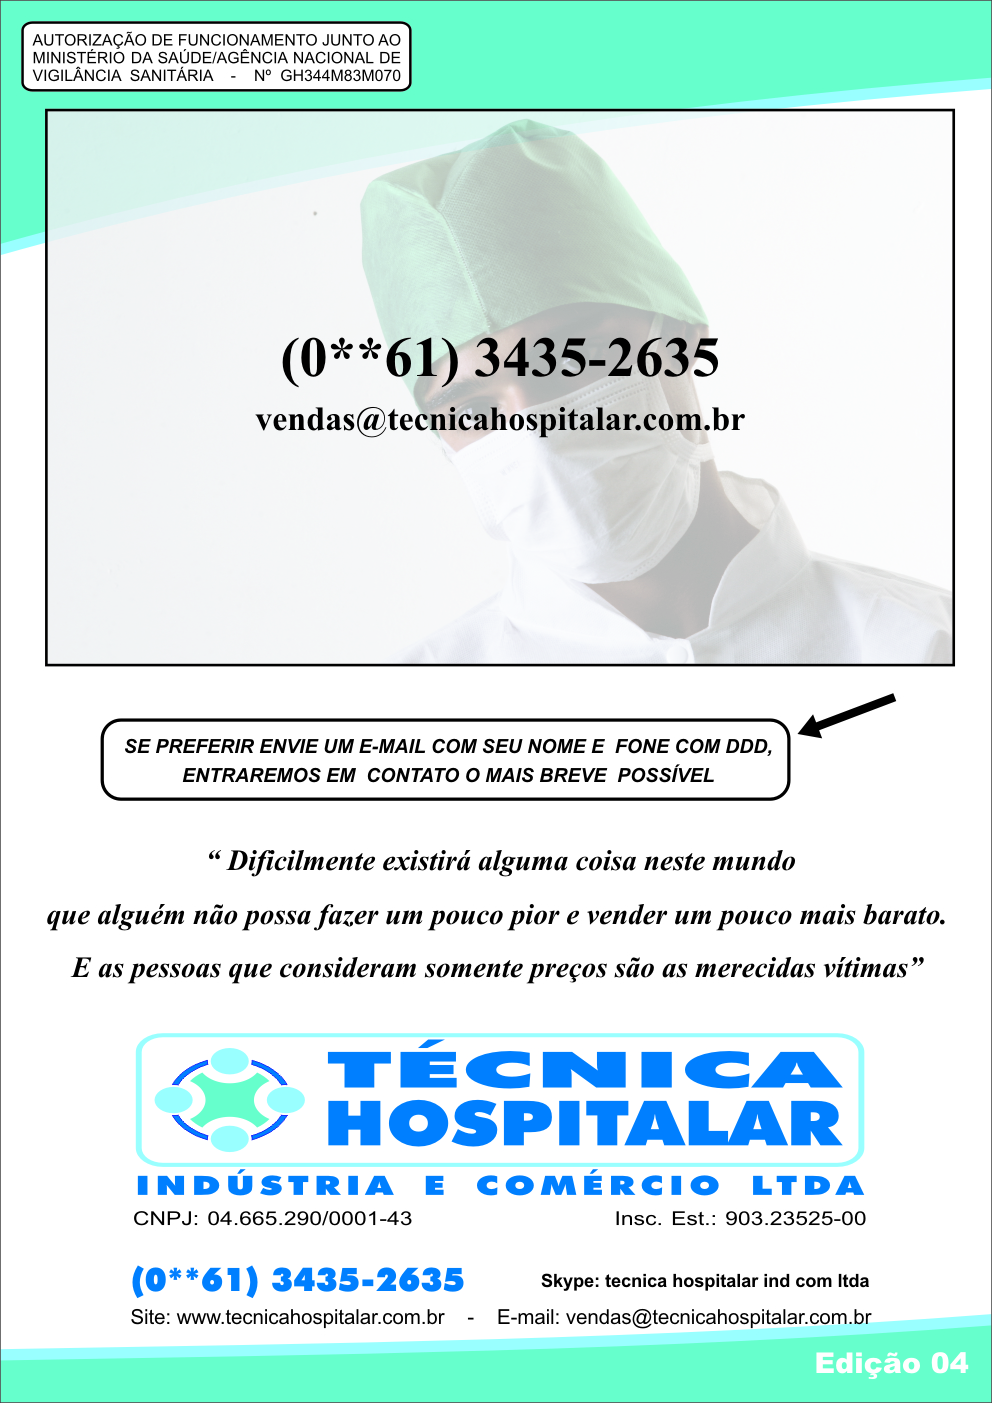 AUTORIZAÇÃO DE FUNCIONAMENTO JUNTO AO
MINISTÉRIO DA SAÚDE/AGÊNCIA NACIONAL DE
VIGILÂNCIA SANITÁRIA - Nº GH344M83M070
(0**61) 3435-2635
vendas@tecnicahospitalar.com.br
SE PREFERIR ENVIE UM E-MAIL COM SEU NOME E FONE COM DDD,
ENTRAREMOS EM CONTATO O MAIS BREVE POSSÍVEL
“ Dificilmente existirá alguma coisa neste mundo
que alguém não possa fazer um pouco pior e vender um pouco mais barato.
E as pessoas que consideram somente preços são as merecidas vítimas”
TÉCNICA
HOSPITALAR
INDÚSTRIA E COMÉRCIO LTDA
CNPJ: 04.665.290/0001-43 Insc. Est.: 903.23525-00
(0**61) 3435-2635 Skype: tecnica hospitalar ind com ltda
Site: www.tecnicahospitalar.com.br - E-mail: vendas@tecnicahospitalar.com.br
Edição 04